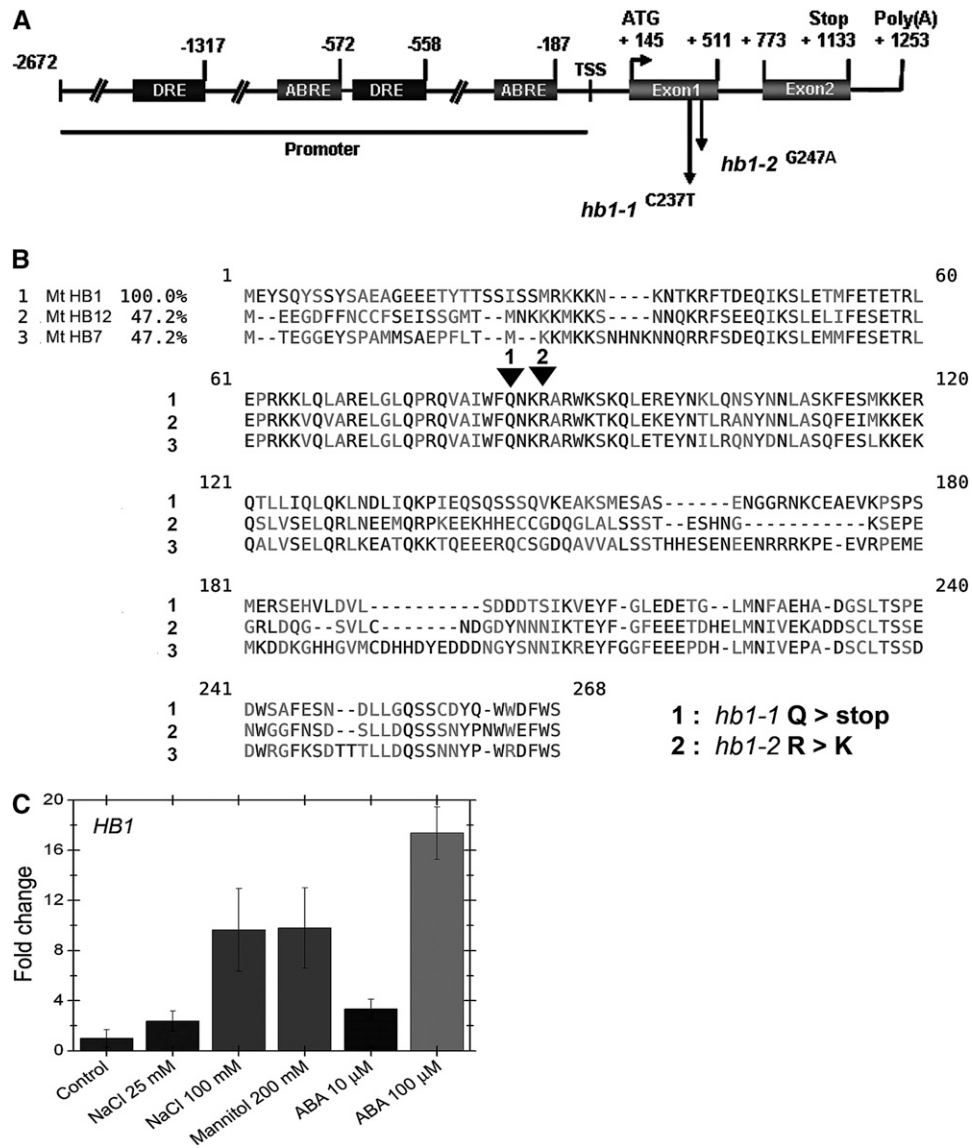 A
ATG Stop Poly(A)
-2672 -1317 -572 -558 -187 TSS + 145 + 511 + 773 + 1133 + 1253
DRE ABRE DRE ABRE Exon1 Exon2
Promoter
hb1-2 G247A
hb1-1 C237T
B
1 60
1 Mt HB1 100.0% MEYSQYSSYSAEAGEEETYTTSSISSMRKKKN----KNTKRFTDEQIKSLETMFETETRL
2 Mt HB12 47.2% M--EEGDFFNCCFSEISSGMT--MNKKKMKKS----NNQKRFSEEQIKSLELIFESETRL
3 Mt HB7 47.2% M--TEGGEYSPAMMSAEPFLT--M--KKMKKSNHNKNNQRRFSDEQIKSLEMMFESETRL
1 2
61 120
1 EPRKKLQLARELGLQPRQVAIWFQNKRARWKSKQLEREYNKLQNSYNNLASKFESMKKER
2 EPRKKVQVARELGLQPRQVAIWFQNKRARWKTKQLEKEYNTLRANYNNLASQFEIMKKEK
3 EPRKKVQLARELGLQPRQVAIWFQNKRARWKSKQLETEYNILRQNYDNLASQFESLKKEK
121 180
1 QTLLIQLQKLNDLIQKPIEQSQSSSQVKEAKSMESAS------ENGGRNKCEAEVKPSPS
2 QSLVSELQRLNEEMQRPKEEKHHECCGDQGLALSSST--ESHNG-----------KSEPE
3 QALVSELQRLKEATQKKTQEEERQCSGDQAVVALSSTHHESENEENRRRKPE-EVRPEME
181 240
1 MERSEHVLDVL----------SDDDTSIKVEYF-GLEDETG--LMNFAEHA-DGSLTSPE
2 GRLDQG--SVLC---------NDGDYNNNIKTEYF-GFEEETDHELMNIVEKADDSCLTSSE
3 MKDDKGHHGVMCDHHDYEDDDNGYSNNIKREYFGGFEEEPDH-LMNIVEPA-DSCLTSSD
241 268
1 DWSAFESN--DLLGQSSCDYQ-WWDFWS
2 NWGGFNSD--SLLDQSSSNYPNWWEFWS
3 DWRGFKSDTTTLLDQSSNNYP-WRDFWS
1 : hb1-1 Q > stop
2 : hb1-2 R > K
C
HB1
Fold change
20
16
12
8
4
0
Control NaCl 25 mM NaCl 100 mM Mannitol 200 mM ABA 10 µM ABA 100 µM